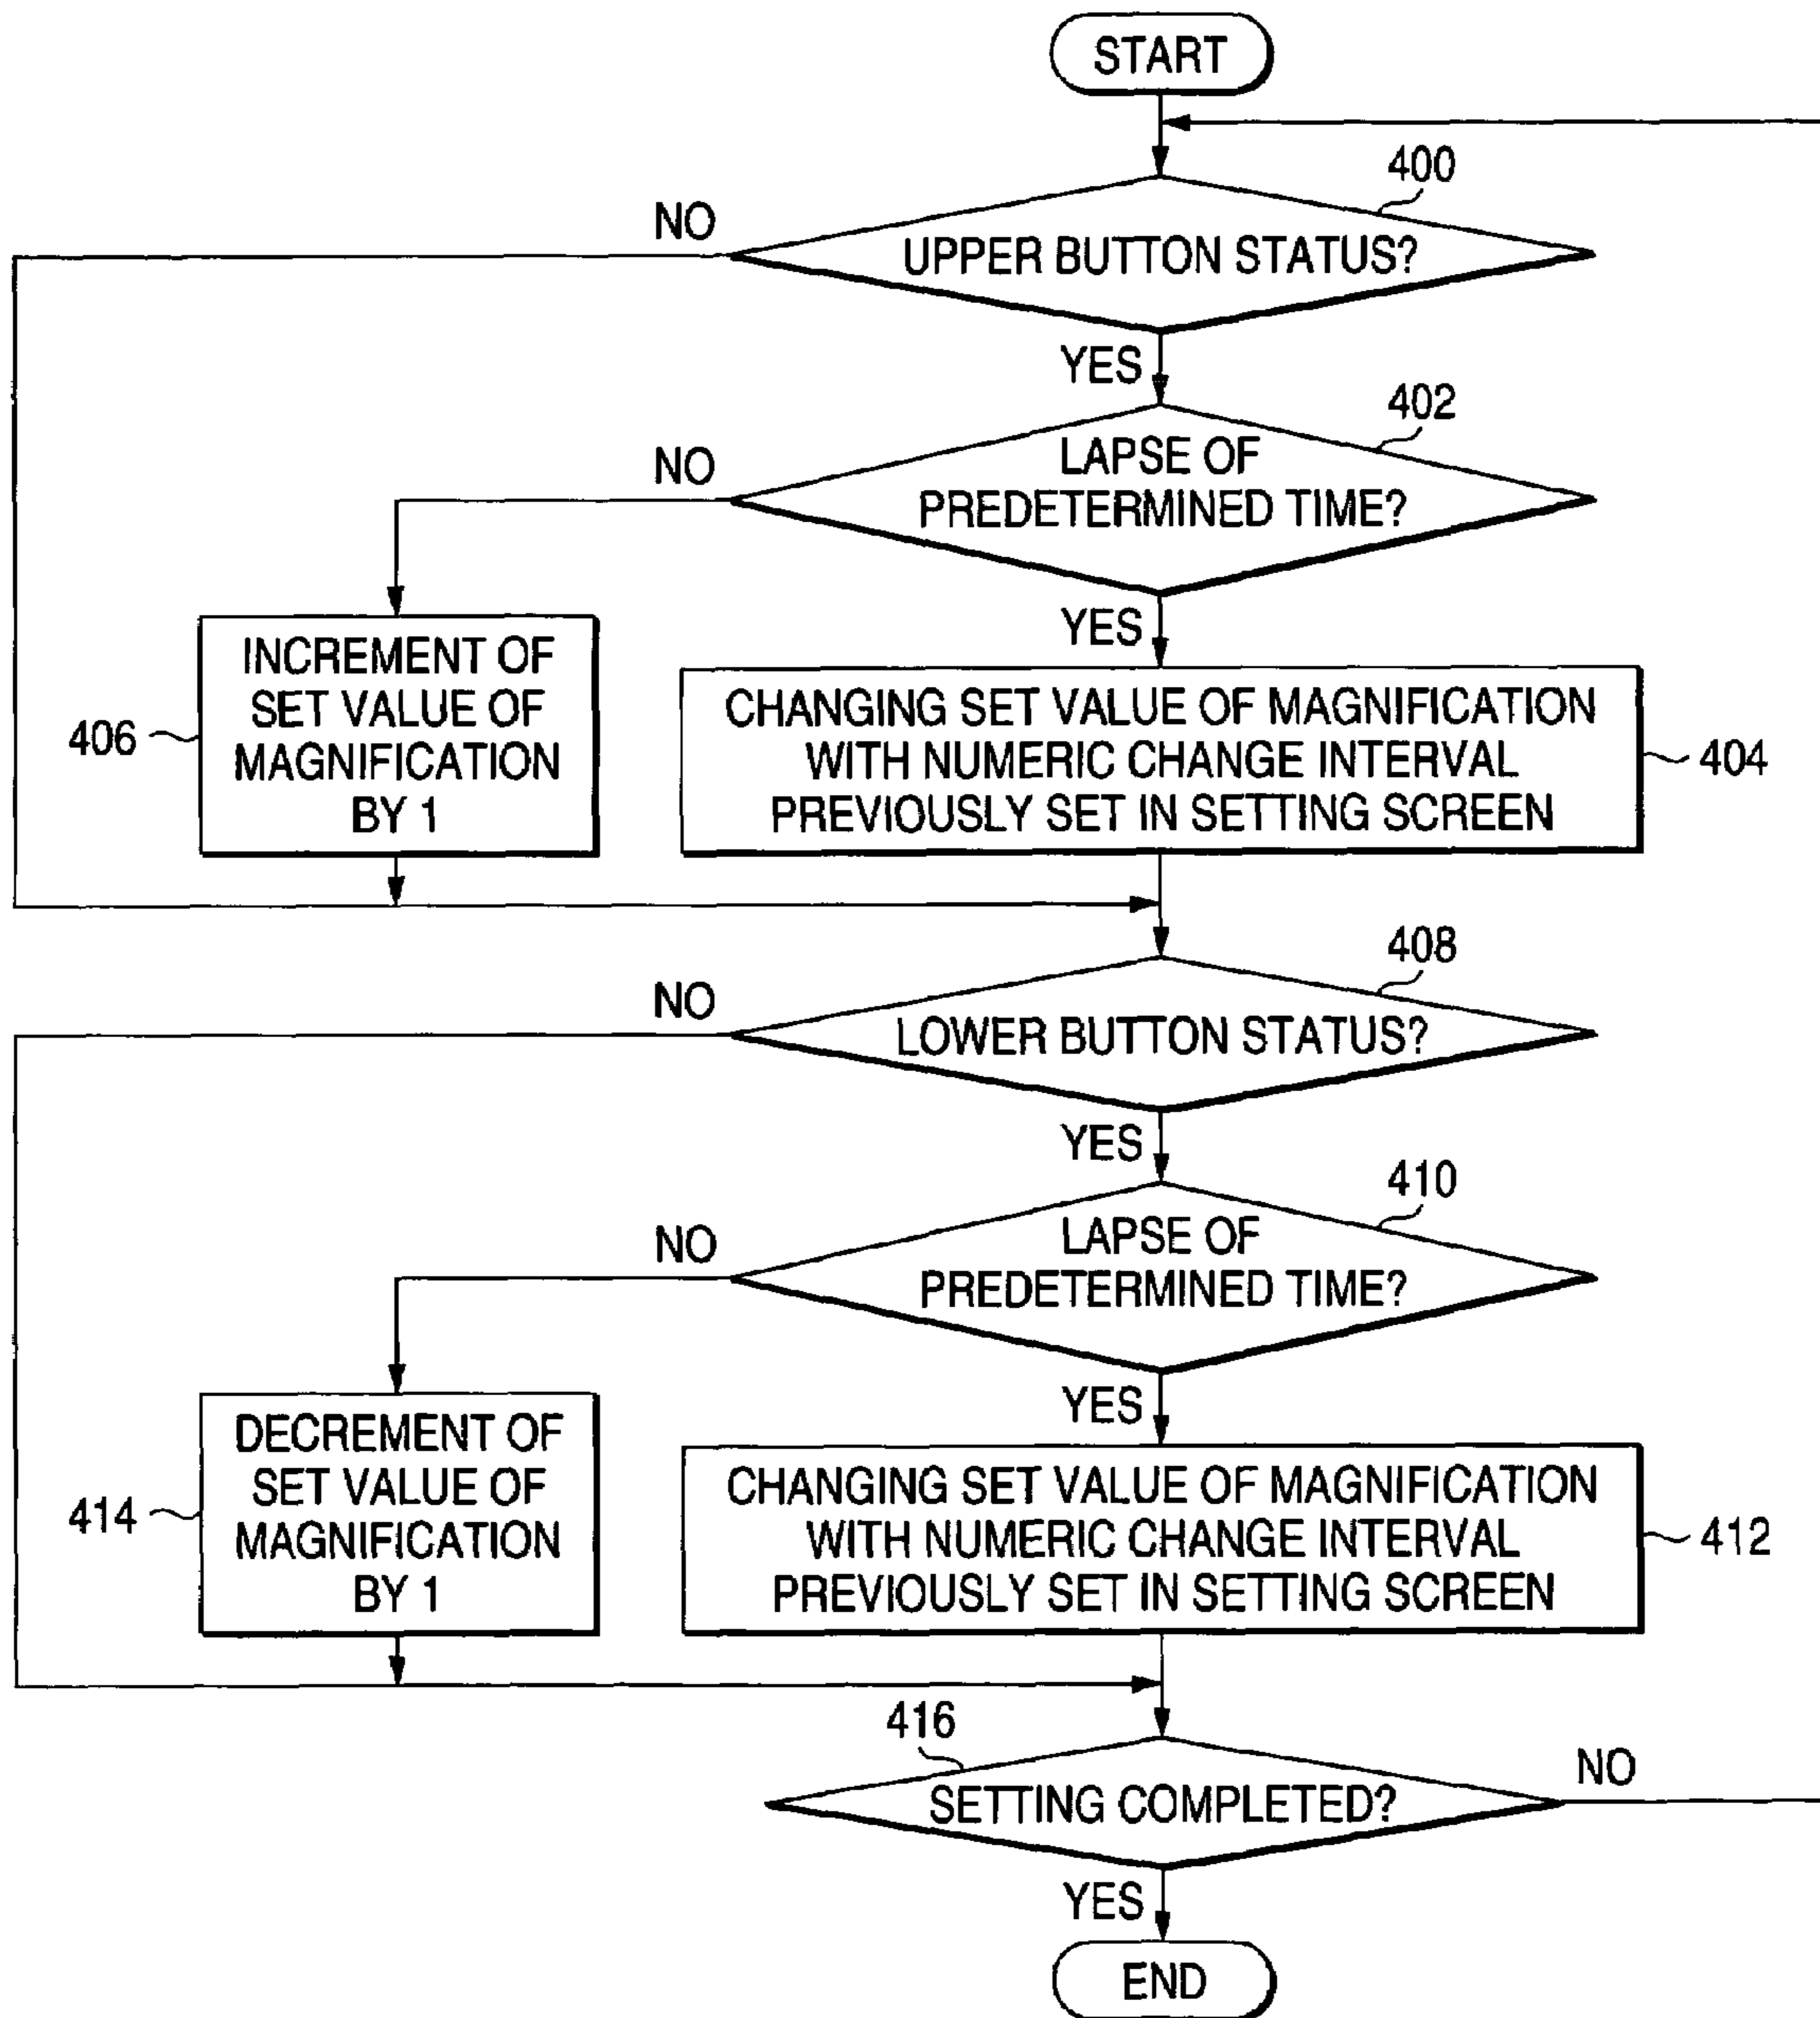 START
400
NO
UPPER BUTTON STATUS?
YES
402
NO
LAPSE OF
PREDETERMINED TIME?
YES
INCREMENT OF
SET VALUE OF
MAGNIFICATION
BY 1
406
CHANGING SET VALUE OF MAGNIFICATION
WITH NUMERIC CHANGE INTERVAL
PREVIOUSLY SET IN SETTING SCREEN
404
408
NO
LOWER BUTTON STATUS?
YES
410
NO
LAPSE OF
PREDETERMINED TIME?
YES
DECREMENT OF
SET VALUE OF
MAGNIFICATION
BY 1
414
CHANGING SET VALUE OF MAGNIFICATION
WITH NUMERIC CHANGE INTERVAL
PREVIOUSLY SET IN SETTING SCREEN
412
416
NO
SETTING COMPLETED?
YES
END